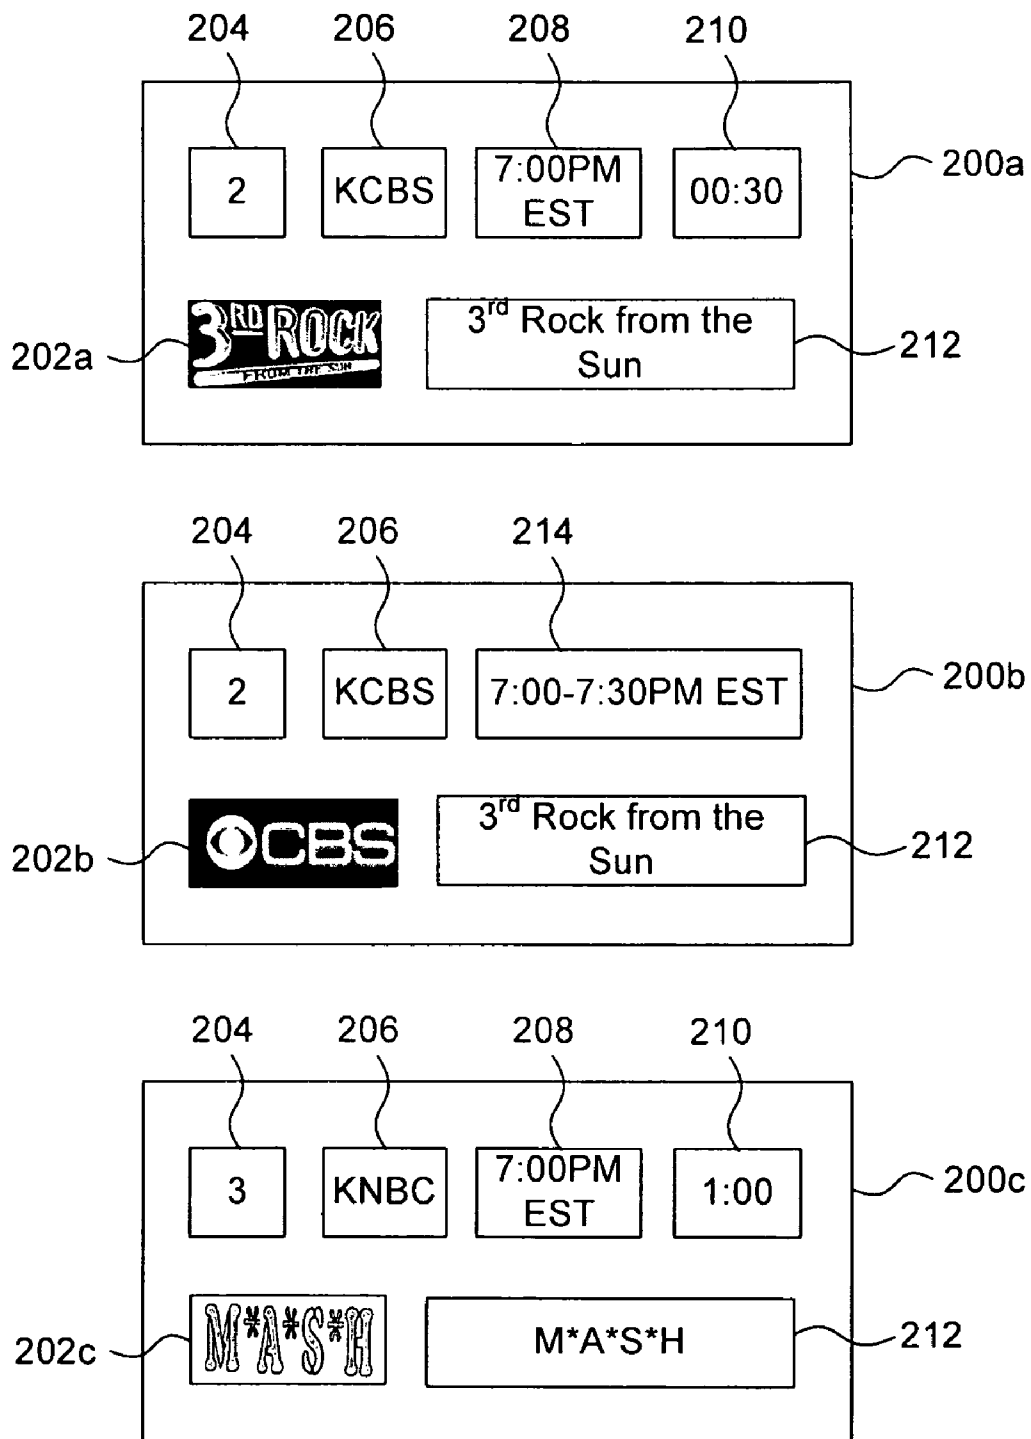 204 206 208 210
2 KCBS 7:00PM EST 00:30 200a
202a 3RD ROCK FROM THE SUN 3rd Rock from the Sun 212
204 206 214
2 KCBS 7:00-7:30PM EST 200b
202b CBS 3rd Rock from the Sun 212
204 206 208 210
3 KNBC 7:00PM EST 1:00 200c
202c M*A*S*H M*A*S*H 212